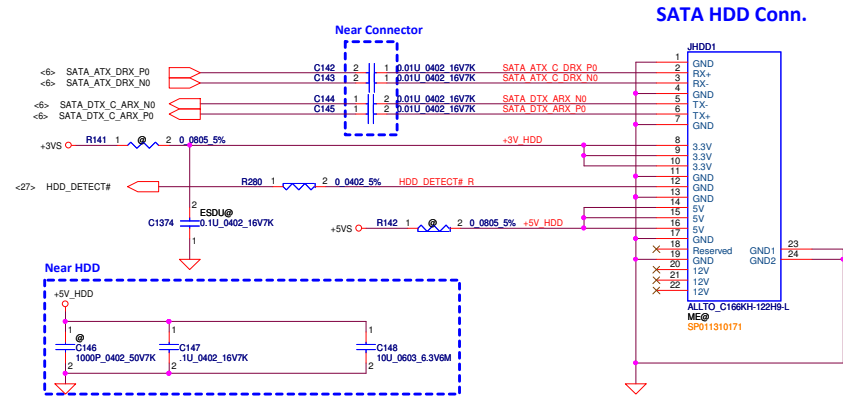 SATA HDD Conn.
Near Connector
JHDD1
<6> SATA_ATX_DRX_P0 C142 2 1 0.01U_0402_16V7K SATA_ATX_C_DRX_P0
<6> SATA_ATX_DRX_N0 C143 2 1 0.01U_0402_16V7K SATA_ATX_C_DRX_N0
<6> SATA_DTX_C_ARX_N0 C144 1 2 0.01U_0402_16V7K SATA_DTX_ARX_N0
<6> SATA_DTX_C_ARX_P0 C145 1 2 0.01U_0402_16V7K SATA_DTX_ARX_P0
+3VS R141 1 @ 2 0_0805_5% +3V_HDD
<27> HDD_DETECT# R280 1 2 0_0402_5% HDD_DETECT#_R
2
ESDU@
C1374 0.1U_0402_16V7K
1
+5VS R142 1 @ 2 0_0805_5% +5V_HDD
1 GND
2 RX+
3 RX-
4 GND
5 TX-
6 TX+
7 GND
8 3.3V
9 3.3V
10 3.3V
11 GND
12 GND
13 GND
14 5V
15 5V
16 5V
17 GND
18 Reserved GND1 23
19 GND GND2 24
20 12V
21 12V
22 12V
ALLTO_C166KH-122H9-L
ME@
SP011310171
Near HDD
+5V_HDD
1 1 1
@
C146 C147 C148
1000P_0402_50V7K .1U_0402_16V7K 10U_0603_6.3V6M
2 2 2